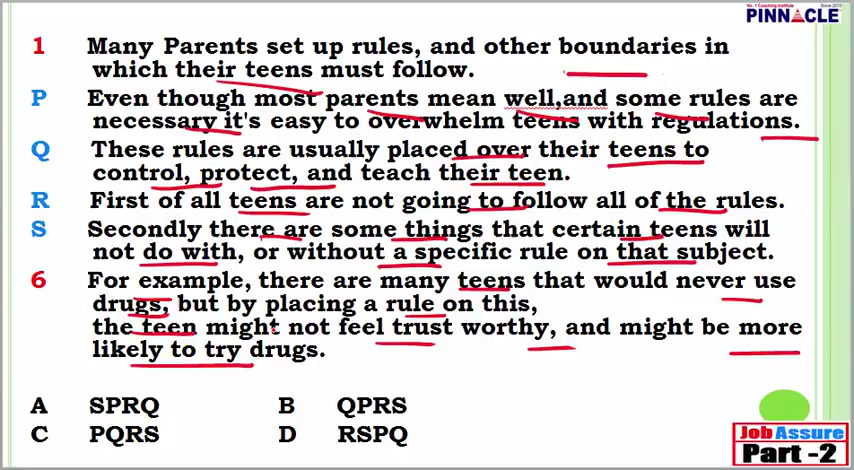 No. 1 Coaching Institute Since 2010
PINNACLE
1 Many Parents set up rules, and other boundaries in
which their teens must follow.
P Even though most parents mean well,and some rules are
necessary it's easy to overwhelm teens with regulations.
Q These rules are usually placed over their teens to
control, protect, and teach their teen.
R First of all teens are not going to follow all of the rules.
S Secondly there are some things that certain teens will
not do with, or without a specific rule on that subject.
6 For example, there are many teens that would never use
drugs, but by placing a rule on this,
the teen might not feel trust worthy, and might be more
likely to try drugs.
A SPRQ B QPRS
C PQRS D RSPQ
Job Assure
Part -2